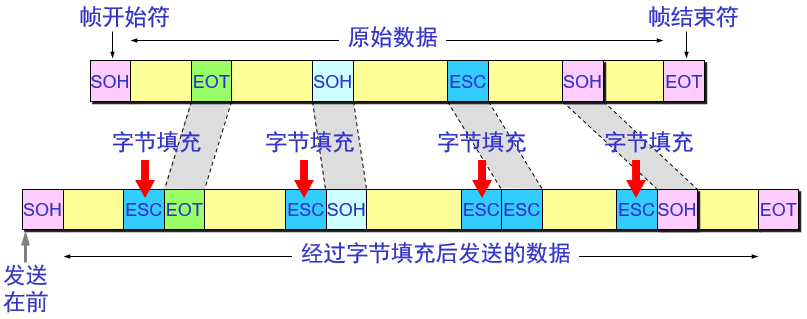 帧开始符
原始数据
帧结束符
SOH EOT SOH ESC SOH EOT
字节填充 字节填充 字节填充 字节填充
SOH ESC EOT ESC SOH ESC ESC ESC SOH EOT
经过字节填充后发送的数据
发送
在前